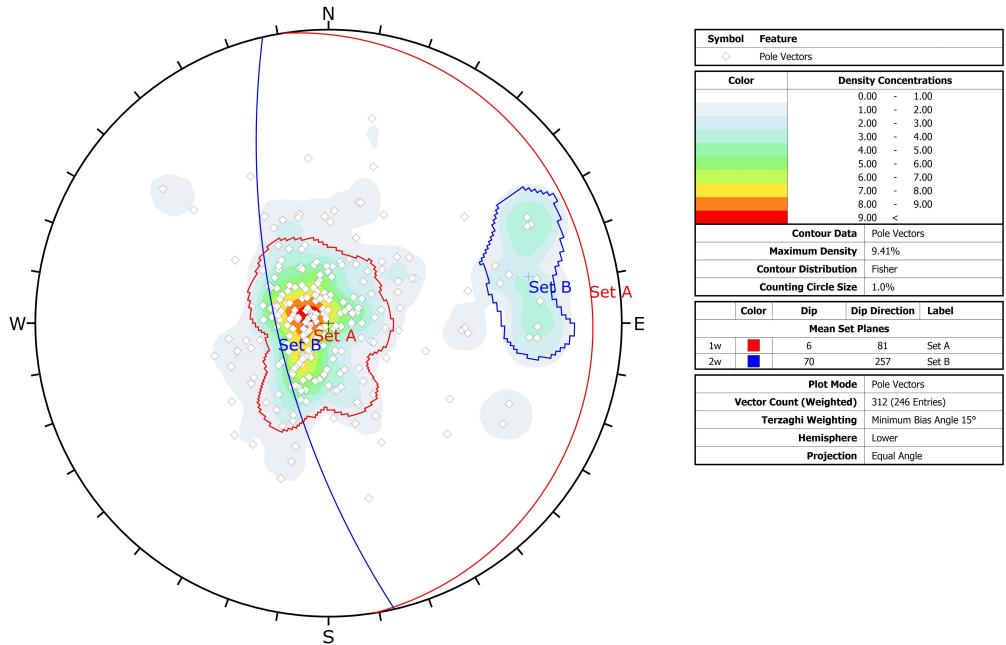 N
W
E
S
Set A
Set B
Set A
Set B
Symbol Feature
Pole Vectors
Color Density Concentrations
0.00 - 1.00
1.00 - 2.00
2.00 - 3.00
3.00 - 4.00
4.00 - 5.00
5.00 - 6.00
6.00 - 7.00
7.00 - 8.00
8.00 - 9.00
9.00 <
Contour Data Pole Vectors
Maximum Density 9.41%
Contour Distribution Fisher
Counting Circle Size 1.0%
Color Dip Dip Direction Label
Mean Set Planes
1w 6 81 Set A
2w 70 257 Set B
Plot Mode Pole Vectors
Vector Count (Weighted) 312 (246 Entries)
Terzaghi Weighting Minimum Bias Angle 15°
Hemisphere Lower
Projection Equal Angle